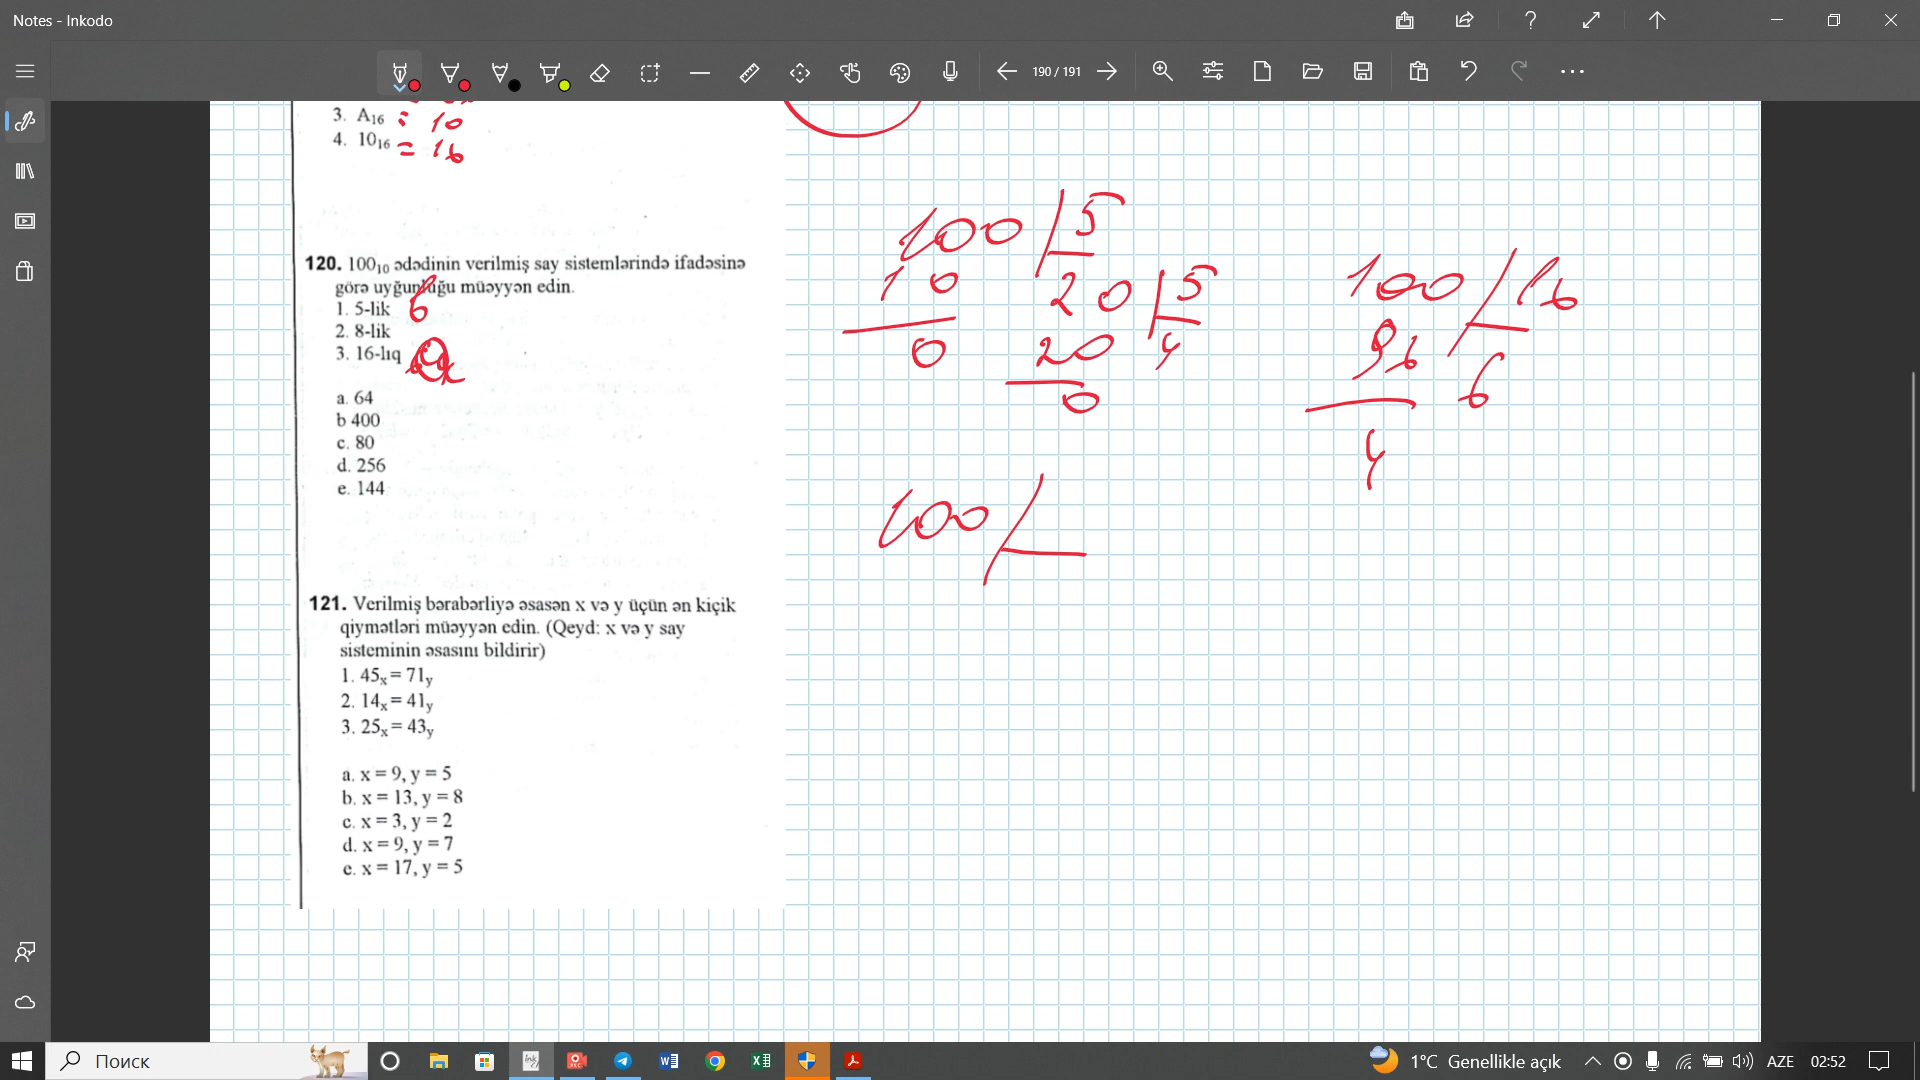 Notes - Inkodo
190 / 191
3. A16 = 10
4. 1016 = 16
120. 10010 ədədinin verilmiş say sistemlərində ifadəsinə
görə uyğunluğu müəyyən edin.
1. 5-lik b
2. 8-lik
3. 16-lıq
a. 64
b 400
c. 80
d. 256
e. 144
121. Verilmiş bərabərliyə əsasən x və y üçün ən kiçik
qiymətləri müəyyən edin. (Qeyd: x və y say
sisteminin əsasını bildirir)
1. 45x = 71y
2. 14x = 41y
3. 25x = 43y
a. x = 9, y = 5
b. x = 13, y = 8
c. x = 3, y = 2
d. x = 9, y = 7
e. x = 17, y = 5
100 5
10 20 5
0 20 4
0
100 16
96 6
4
100
Поиск
1°C Genellikle açık
AZE
02:52